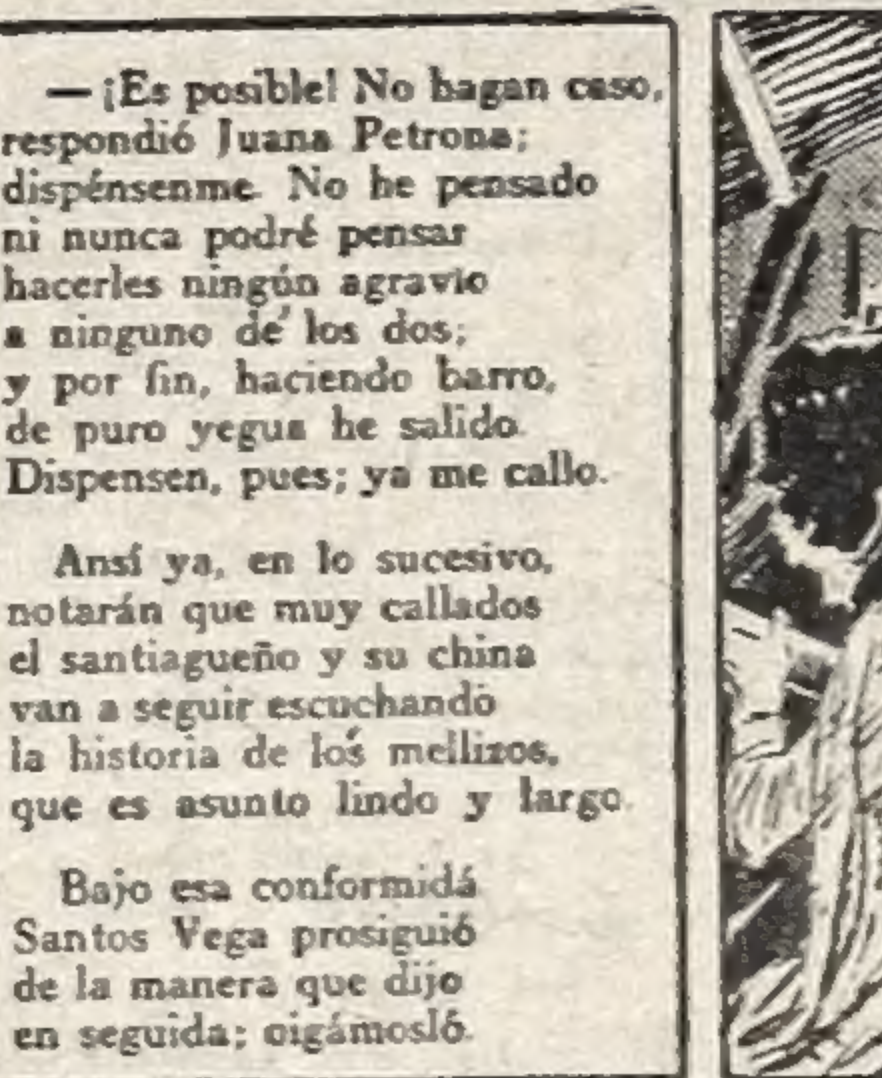 — ¡Es posible! No hagan caso,
respondió Juana Petrona;
dispénsenme. No he pensado
ni nunca podré pensar
hacerles ningún agravio
a ninguno de los dos;
y por fin, haciendo barro,
de puro yegua he salido.
Dispensen, pues; ya me callo.
Ansí ya, en lo sucesivo,
notarán que muy callados
el santiagueño y su china
van a seguir escuchando
la historia de los mellizos,
que es asunto lindo y largo.
Bajo esa conformidá
Santos Vega prosiguió
de la manera que dijo
en seguida; oigámosló.